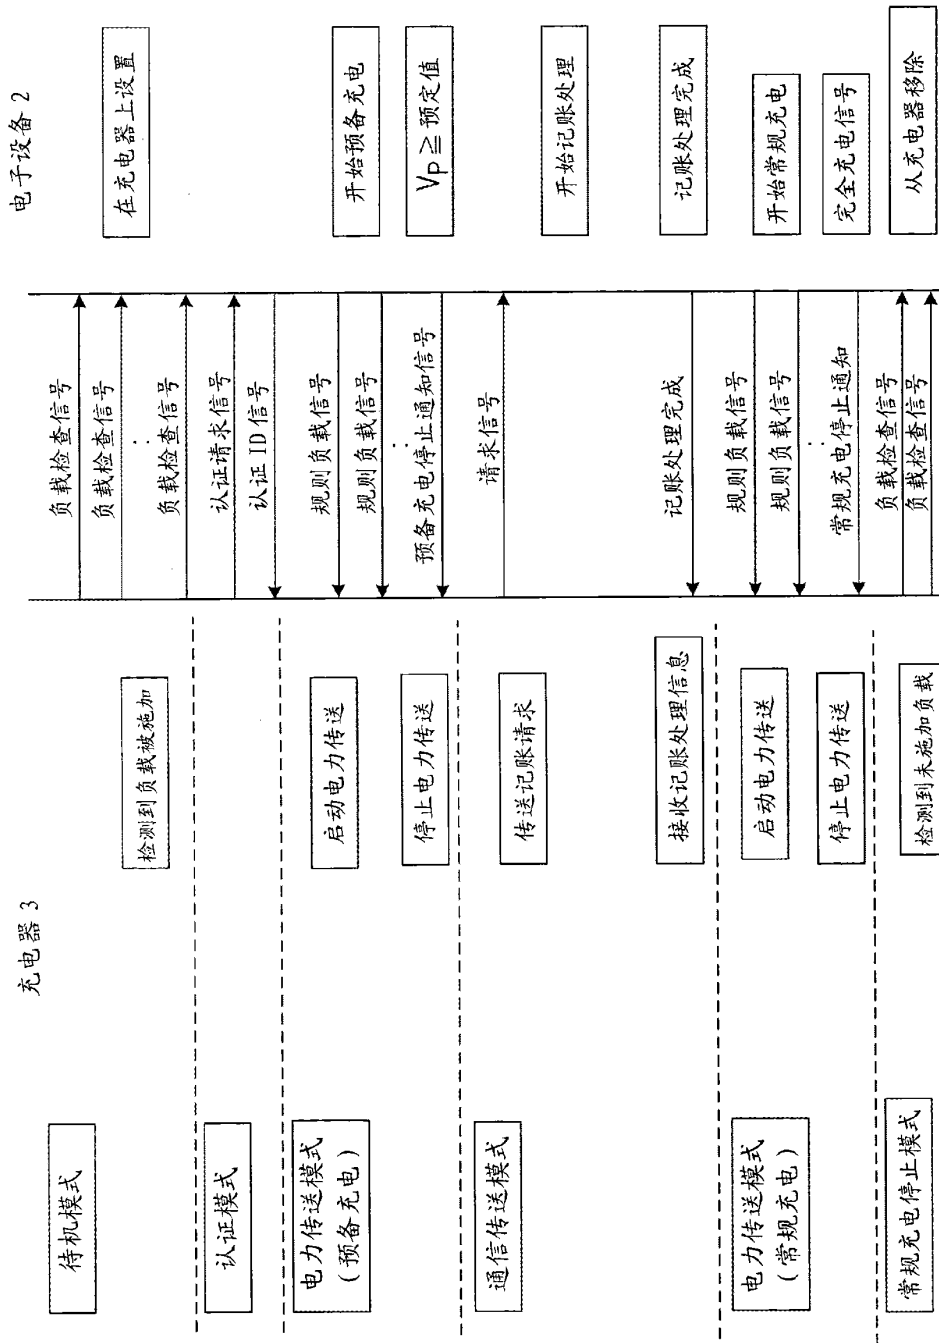 充电器 3
电子设备 2
待机模式
负载检查信号
负载检查信号
在充电器上设置
检测到负载被施加
:
负载检查信号
认证模式
认证请求信号
认证 ID 信号
电力传送模式
(预备充电)
启动电力传送
规则负载信号
开始预备充电
规则负载信号
:
停止电力传送
预备充电停止通知信号
Vp≧预定值
通信传送模式
传送记账请求
请求信号
开始记账处理
接收记账处理信息
记账处理完成
记账处理完成
电力传送模式
(常规充电)
启动电力传送
规则负载信号
开始常规充电
规则负载信号
:
停止电力传送
常规充电停止通知
完全充电信号
常规充电停止模式
检测到未施加负载
负载检查信号
负载检查信号
从充电器移除